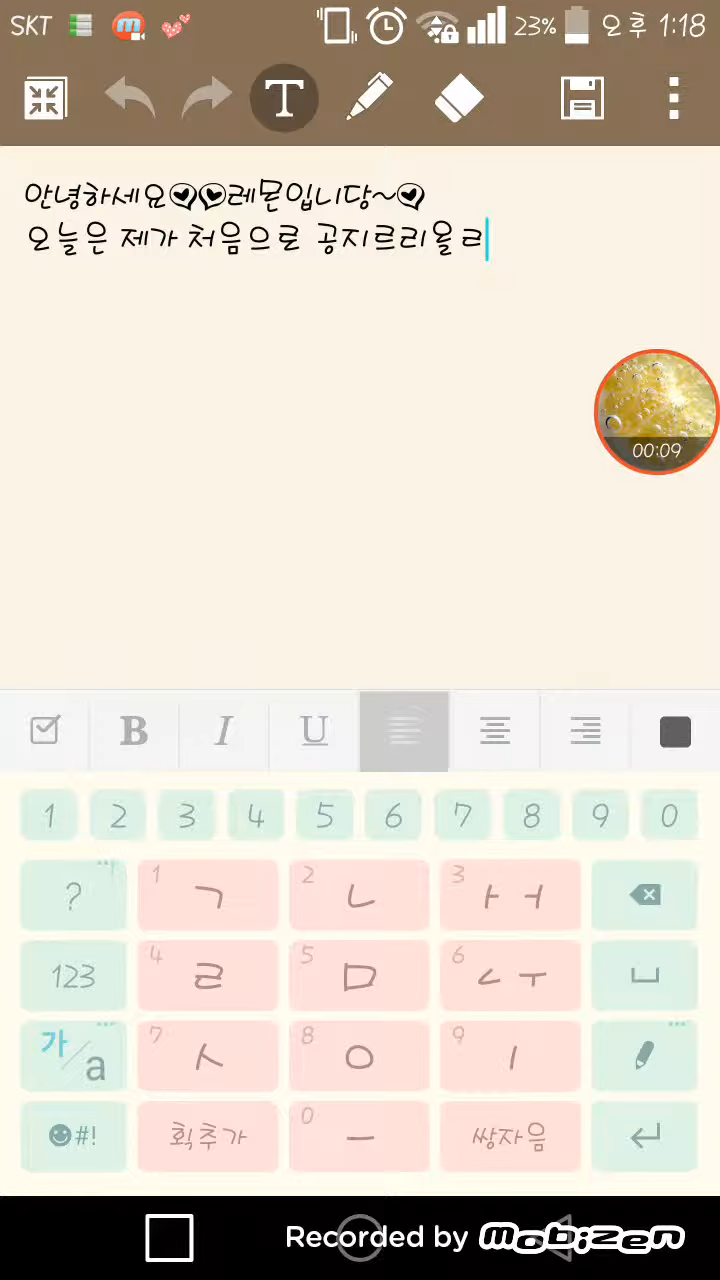 SKT 23% 오후 1:18
T
안녕하세요레몬입니당~
오늘은 제가 처음으로 공지르리올ㄹ
00:09
B I U
1 2 3 4 5 6 7 8 9 0
? 1 ㄱ 2 ㄴ 3 ㅏㅓ
123 4 ㄹ 5 ㅁ 6 ㅗㅜ
가/a 7 ㅅ 8 ㅇ 9 ㅣ
#! 획추가 0 ㅡ 쌍자음
Recorded by mobizen